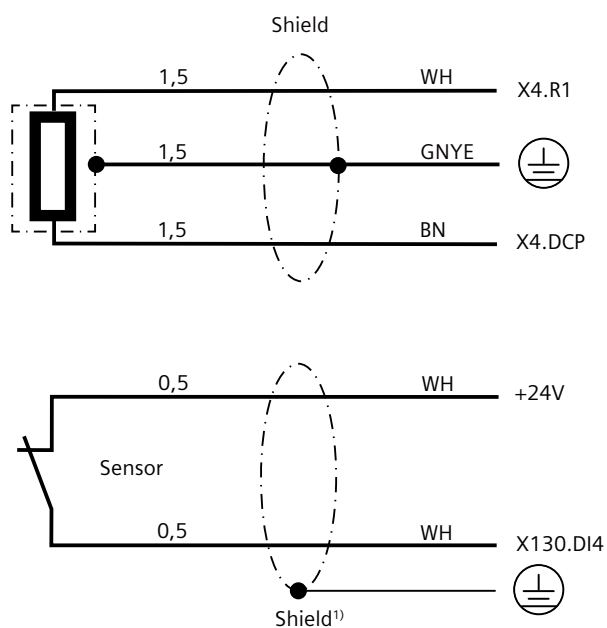 Shield
1,5 WH X4.R1
1,5 GNYE
1,5 BN X4.DCP
0,5 WH +24V
Sensor
0,5 WH X130.DI4
Shield¹⁾